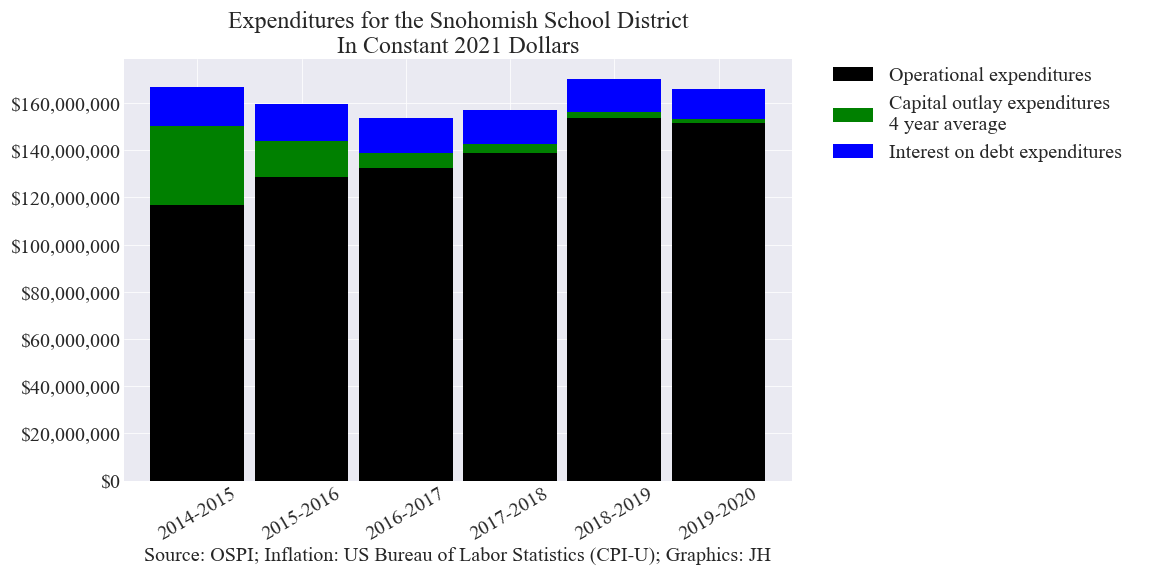 Expenditures for the Snohomish School District
In Constant 2021 Dollars
Operational expenditures
Capital outlay expenditures
4 year average
Interest on debt expenditures
$160,000,000
$140,000,000
$120,000,000
$100,000,000
$80,000,000
$60,000,000
$40,000,000
$20,000,000
$0
2014-2015
2015-2016
2016-2017
2017-2018
2018-2019
2019-2020
Source: OSPI; Inflation: US Bureau of Labor Statistics (CPI-U); Graphics: JH